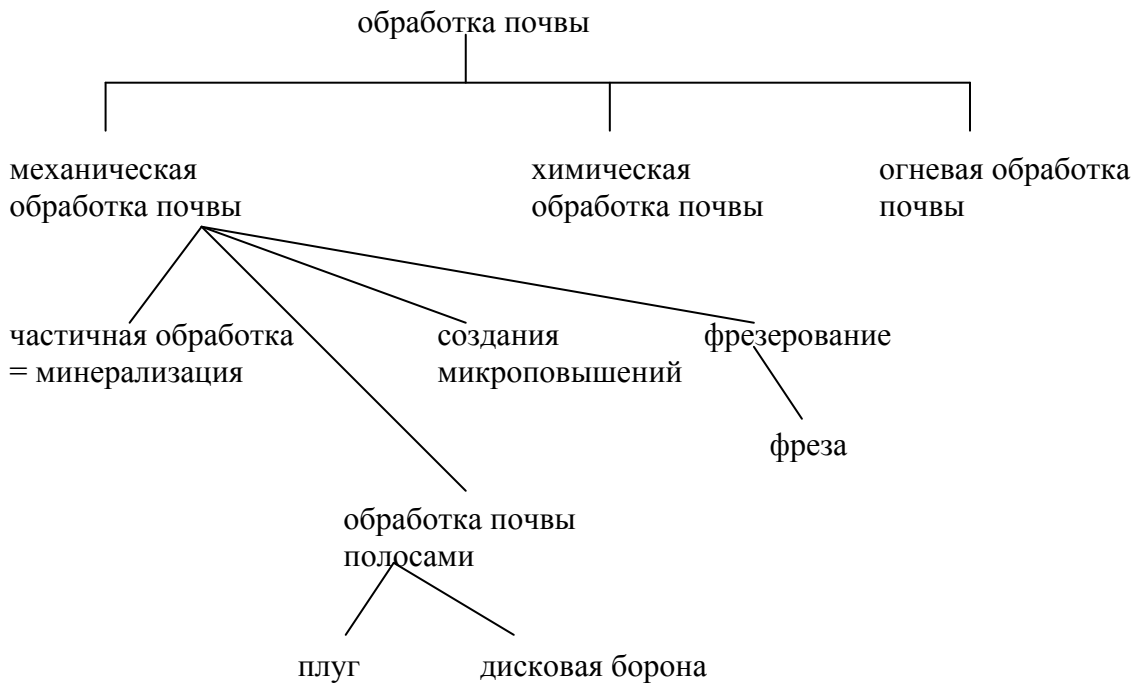 обработка почвы
механическая
обработка почвы
химическая
обработка почвы
огневая обработка
почвы
частичная обработка
= минерализация
создания
микроповышений
фрезерование
фреза
обработка почвы
полосами
плуг
дисковая борона